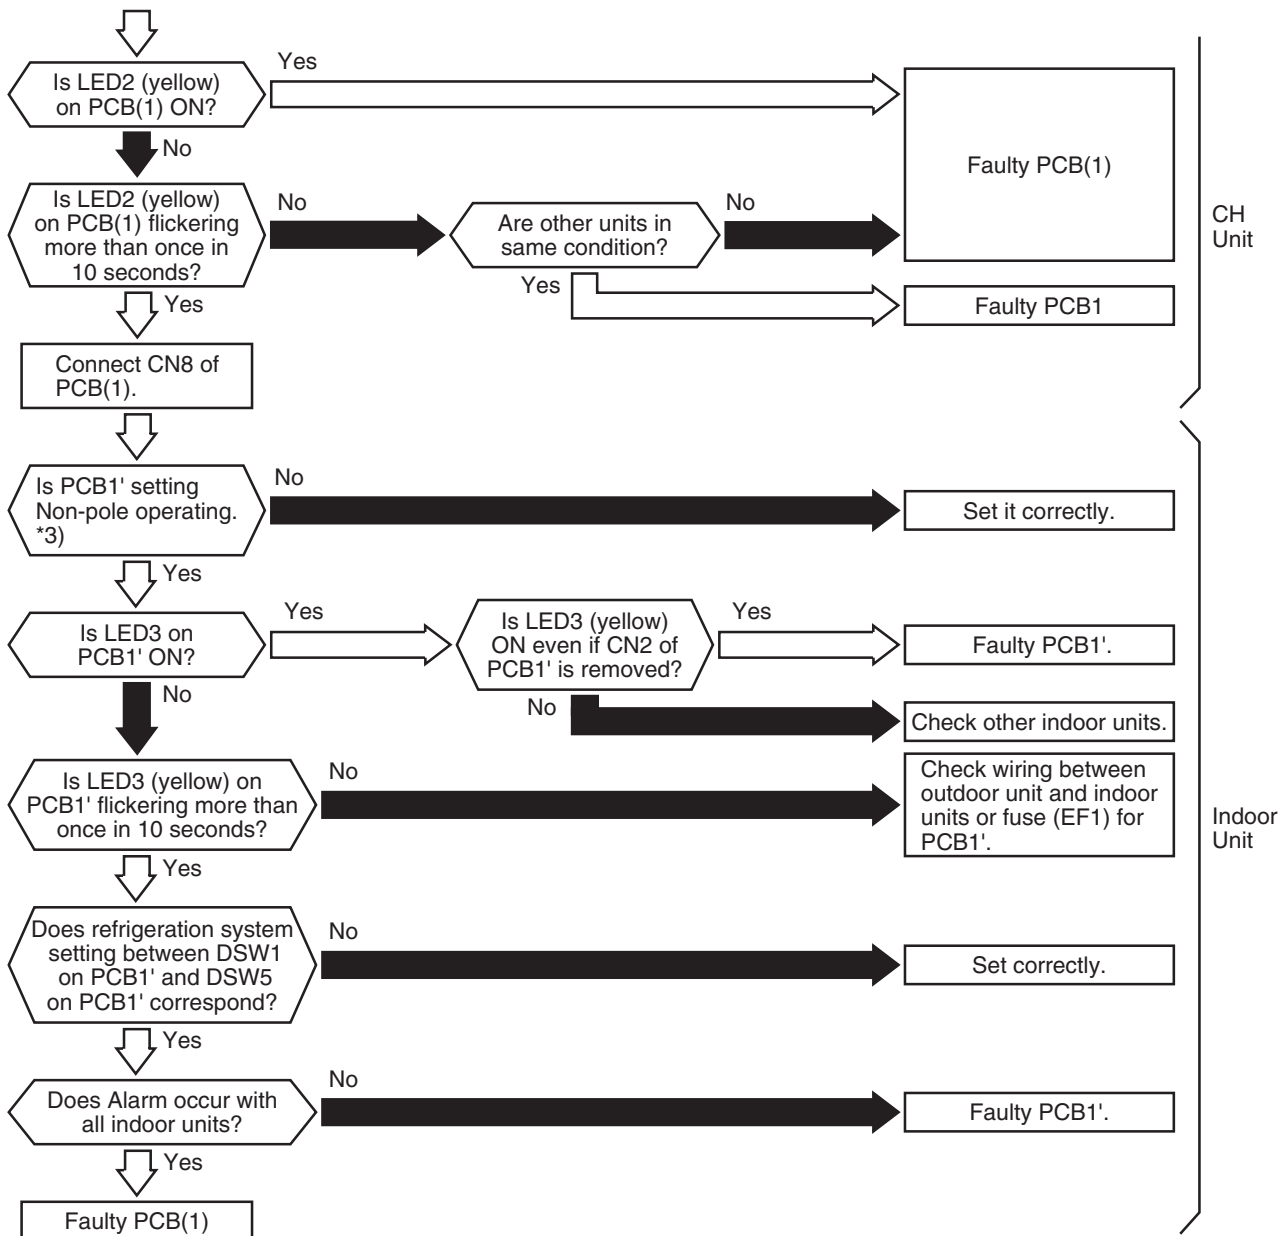 Is LED2 (yellow)
on PCB(1) ON?
Yes
Faulty PCB(1)
No
Is LED2 (yellow)
on PCB(1) flickering
more than once in
10 seconds?
No
Are other units in
same condition?
No
Yes
Faulty PCB1
CH
Unit
Yes
Connect CN8 of
PCB(1).
Is PCB1' setting
Non-pole operating.
*3)
No
Set it correctly.
Yes
Is LED3 on
PCB1' ON?
Yes
Is LED3 (yellow)
ON even if CN2 of
PCB1' is removed?
Yes
Faulty PCB1'.
No
Check other indoor units.
No
Is LED3 (yellow) on
PCB1' flickering more than
once in 10 seconds?
No
Check wiring between
outdoor unit and indoor
units or fuse (EF1) for
PCB1'.
Indoor
Unit
Yes
Does refrigeration system
setting between DSW1
on PCB1' and DSW5
on PCB1' correspond?
No
Set correctly.
Yes
Does Alarm occur with
all indoor units?
No
Faulty PCB1'.
Yes
Faulty PCB(1)